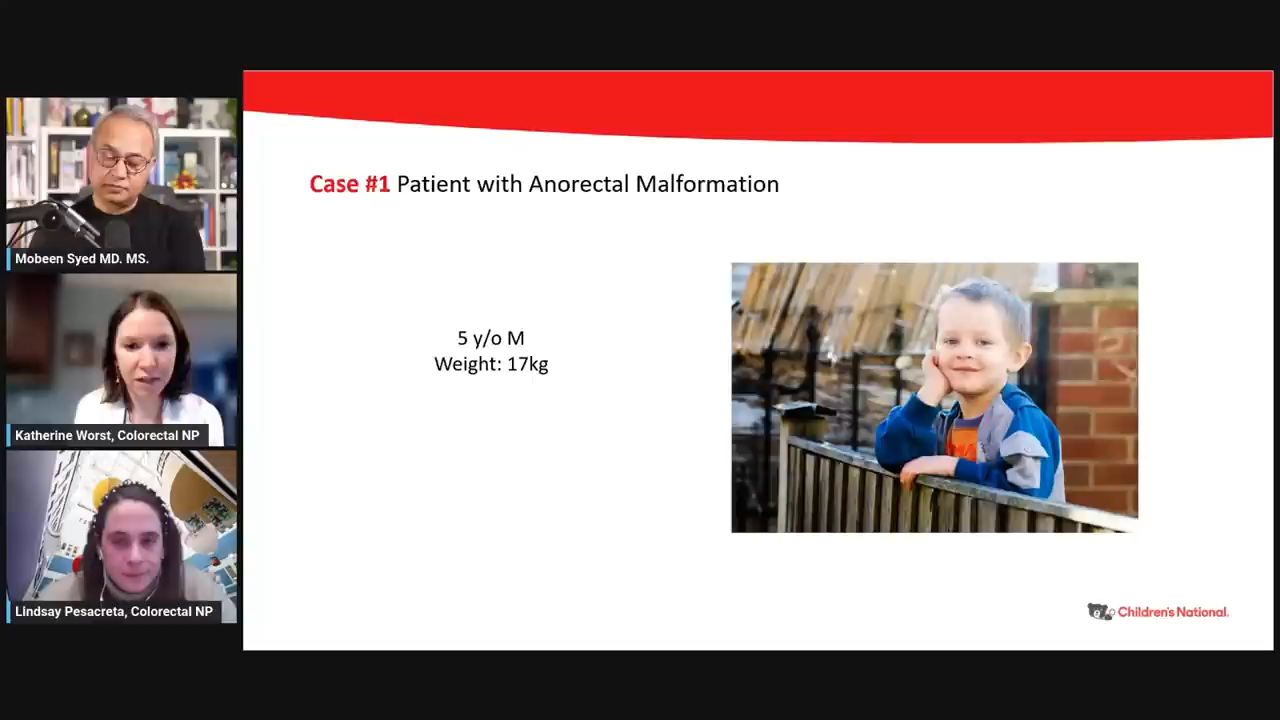 Case #1 Patient with Anorectal Malformation
5 y/o M
Weight: 17kg
Mobeen Syed MD. MS.
Katherine Worst, Colorectal NP
Lindsay Pesacreta, Colorectal NP
Children's National.